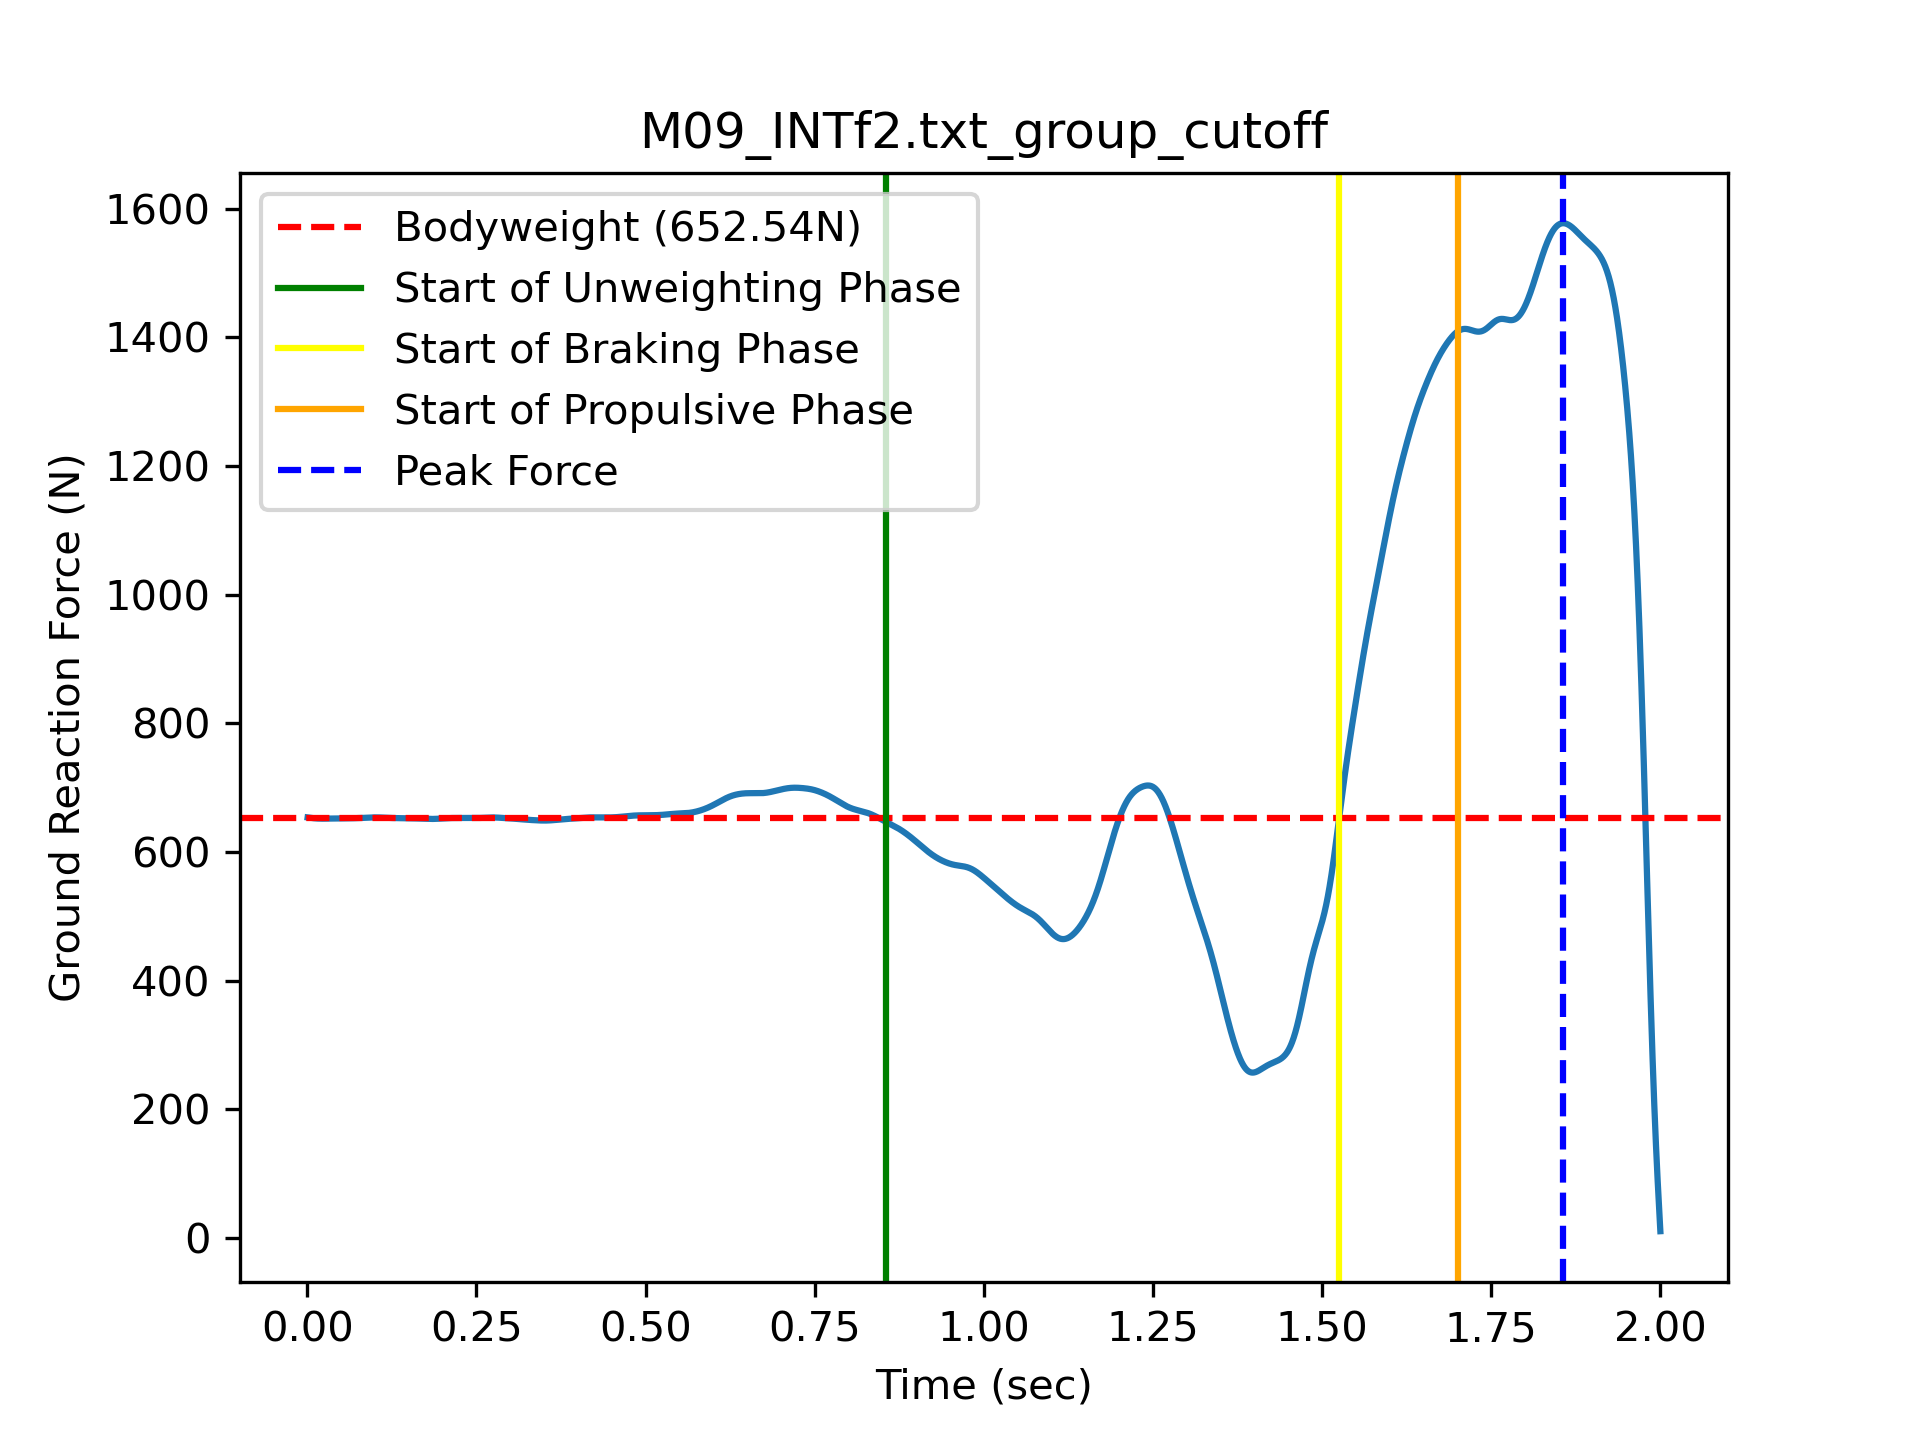 M09_INTf2.txt_group_cutoff
Bodyweight (652.54N)
Start of Unweighting Phase
Start of Braking Phase
Start of Propulsive Phase
Peak Force
Ground Reaction Force (N)
1600
1400
1200
1000
800
600
400
200
0
0.00 0.25 0.50 0.75 1.00 1.25 1.50 1.75 2.00
Time (sec)